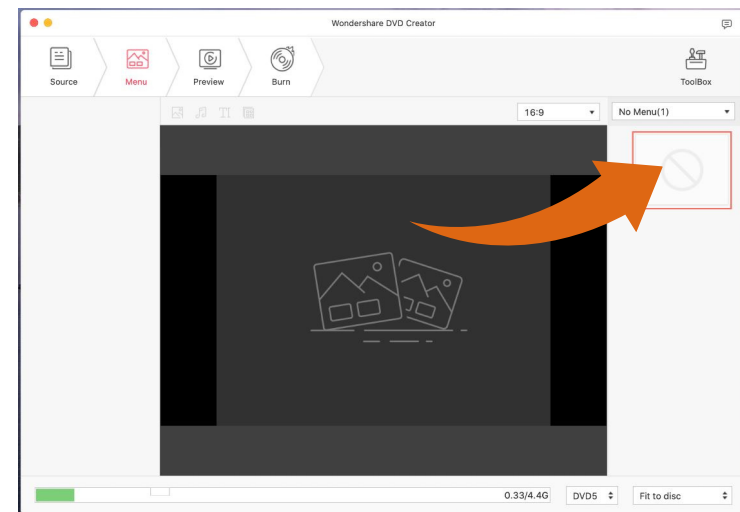 Wondershare DVD Creator
Source
Menu
Preview
Burn
ToolBox
TI
16:9
No Menu(1)
0.33/4.4G
DVD5
Fit to disc